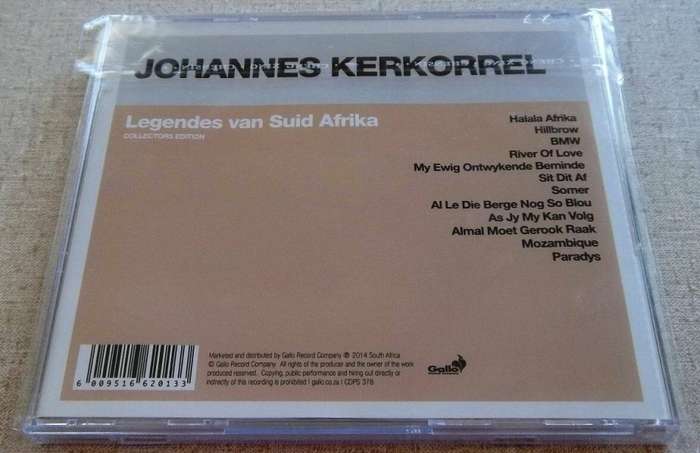 JOHANNES KERKORREL
Legendes van Suid Afrika
COLLECTORS EDITION
Halala Afrika
Hillbrow
BMW
River Of Love
My Ewig Ontwykende Beminde
Sit Dit Af
Somer
Al Le Die Berge Nog So Blou
As Jy My Kan Volg
Almal Moet Gerook Raak
Mozambique
Paradys
6 009516 620133
Marketed and distributed by Gallo Record Company ℗ 2014 South Africa
© Gallo Record Company All rights of the producer and the owner of the work
produced reserved. Copying, public performance and hiring out directly or
indirectly of this recording is prohibited | gallo.co.za | CDPS 378
Gallo